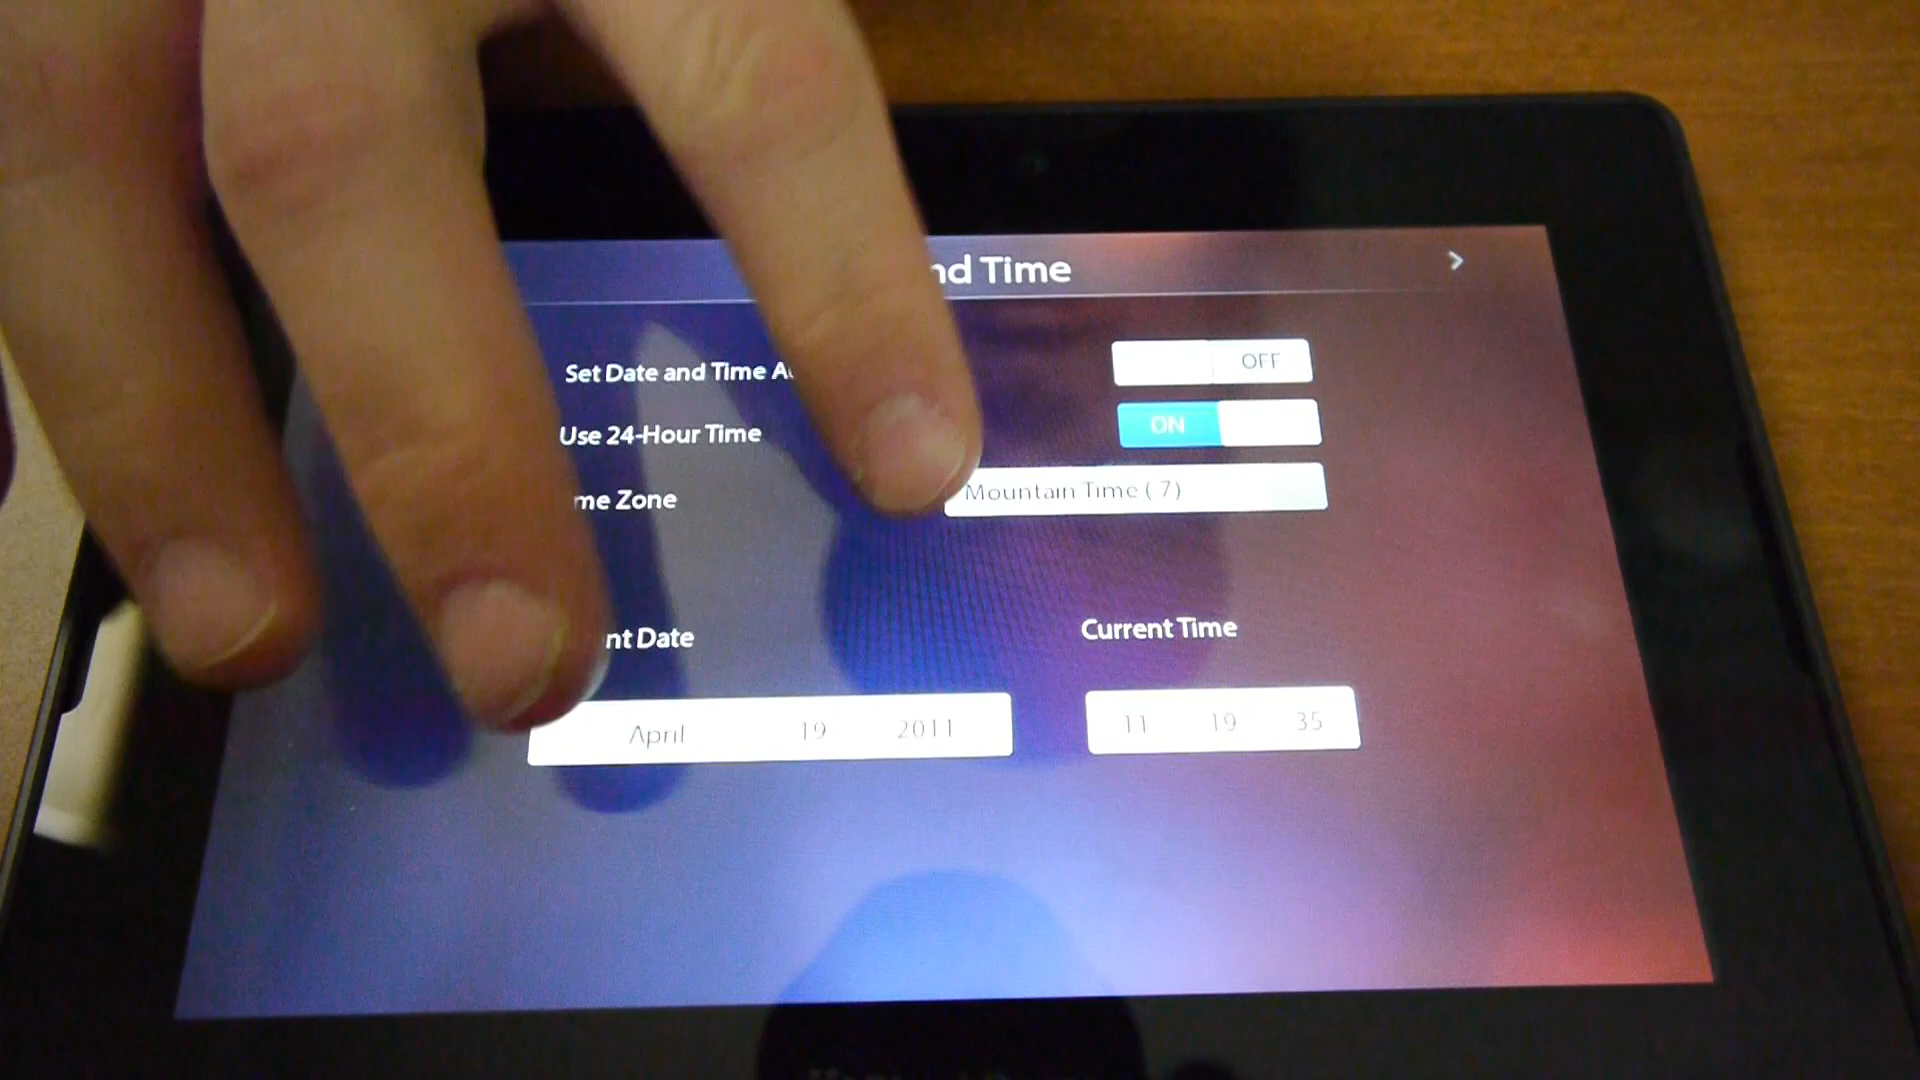 nd Time
Set Date and Time A
OFF
Use 24-Hour Time
ON
me Zone
Mountain Time ( 7)
nt Date
Current Time
April 19 2011
11 19 35